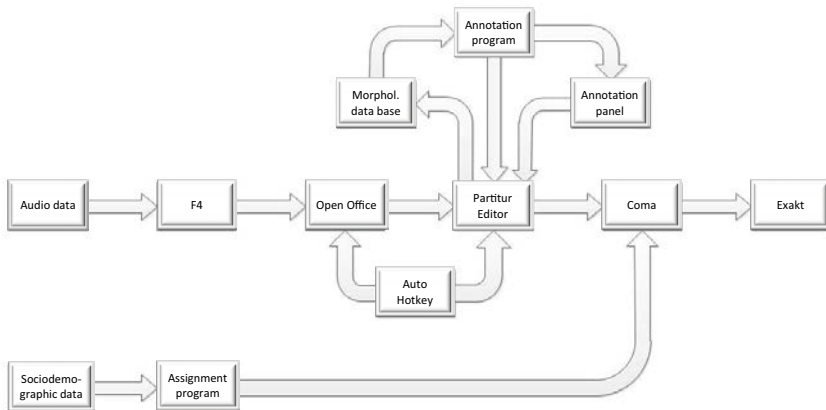 Annotation
program
Morphol.
data base
Annotation
panel
Audio data
F4
Open Office
Partitur
Editor
Coma
Exakt
Auto
Hotkey
Sociodemo-
graphic data
Assignment
program